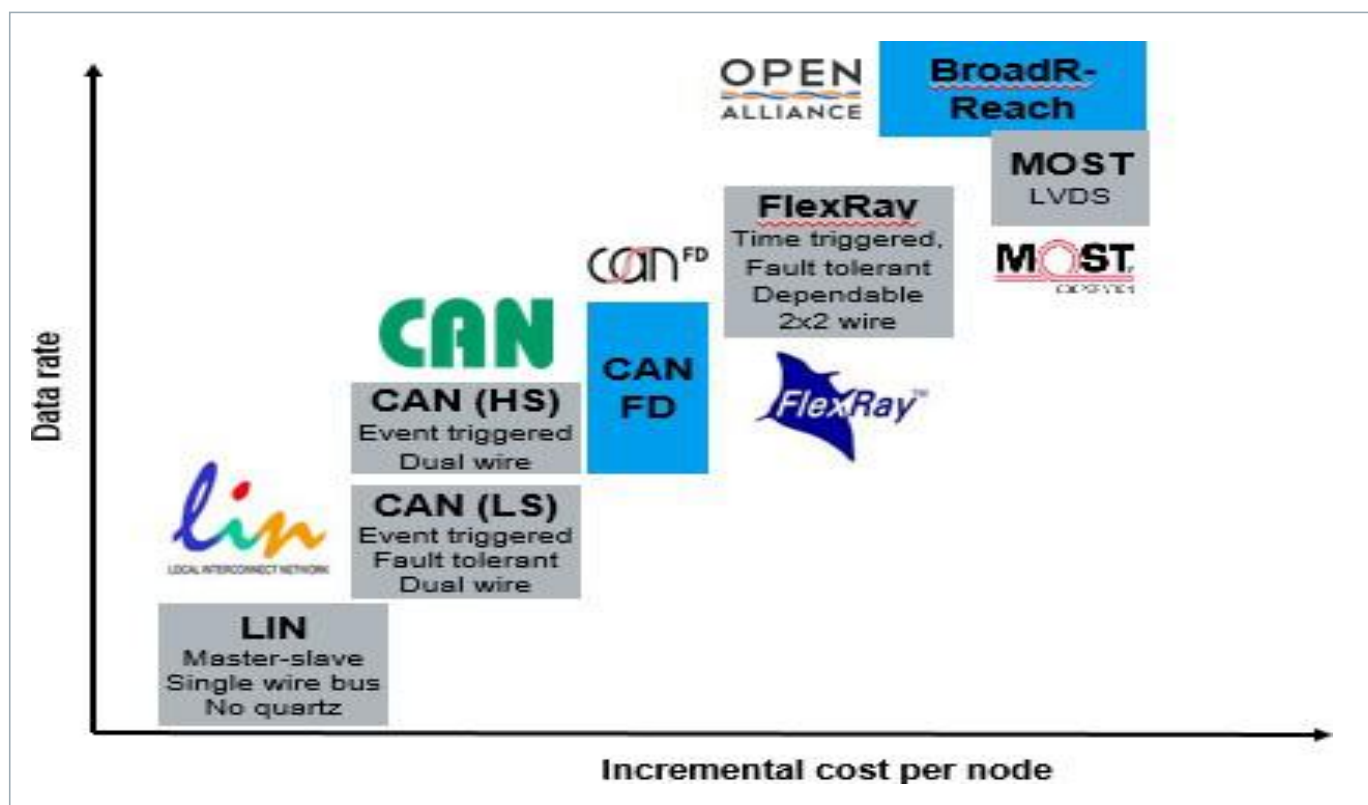 OPEN
ALLIANCE
BroadR-
Reach
MOST
LVDS
MOST
FlexRay
Time triggered,
Fault tolerant
Dependable
2x2 wire
can FD
CAN
CAN
FD
FlexRay™
CAN (HS)
Event triggered
Dual wire
CAN (LS)
Event triggered
Fault tolerant
Dual wire
lin
LOCAL INTERCONNECT NETWORK
LIN
Master-slave
Single wire bus
No quartz
Data rate
Incremental cost per node